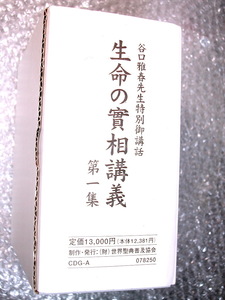 谷口雅春先生特別御講話
生命の實相講義
第一集
定価13,000円(本体12,381円)
制作・発行:(財)世界聖典普及協会
CDG-A 078250